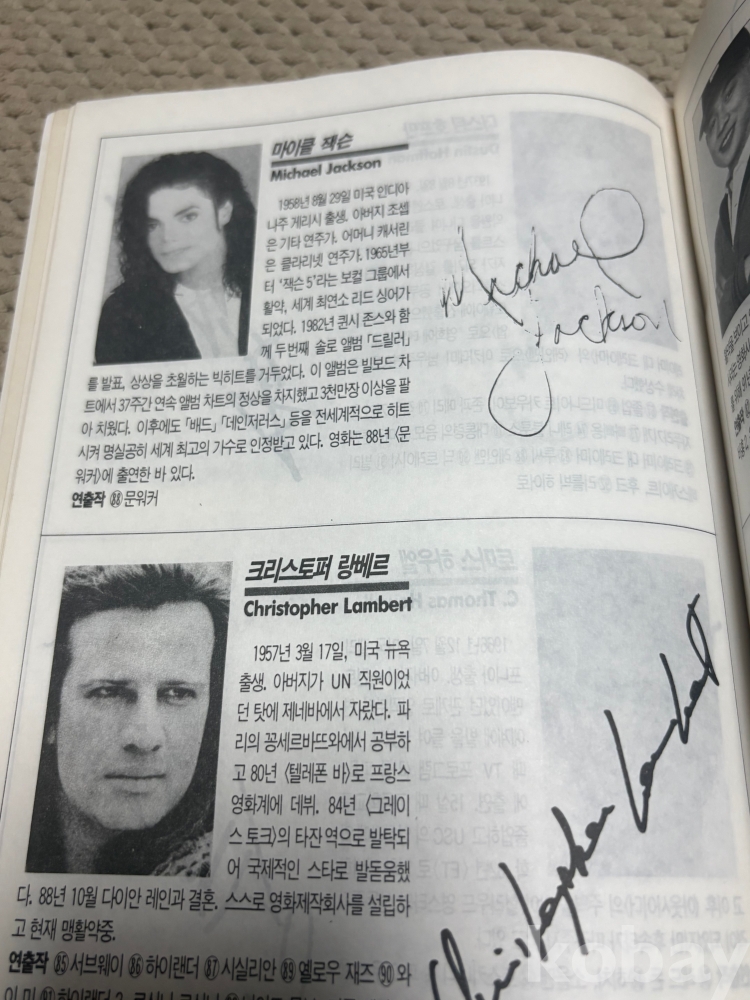 마이클 잭슨
Michael Jackson
1958년 8월 29일 미국 인디아
나주 게리시 출생. 아버지 조셉
은 기타 연주가. 어머니 캐서린
은 클라리넷 연주가. 1965년부
터 "잭슨 5"라는 보컬 그룹에서
활약, 세계 최연소 리드 싱어가
되었다. 1982년 퀸시 존스와 함
께 두번째 솔로 앨범 「드릴러」
를 발표, 상상을 초월하는 빅히트를 거두었다. 이 앨범은 빌보드 차
트에서 37주간 연속 앨범 차트의 정상을 차지했고 3천만장 이상을 팔
아 치웠다. 이후에도 「배드」 「데인저러스」 등을 전세계적으로 히트
시켜 명실공히 세계 최고의 가수로 인정받고 있다. 영화는 88년 〈문
워커〉에 출연한 바 있다.
연출작 88 문워커
Michael
Jackson
크리스토퍼 랑베르
Christopher Lambert
1957년 3월 17일, 미국 뉴욕
출생. 아버지가 UN 직원이었
던 탓에 제네바에서 자랐다. 파
리의 꽁세르바뜨와에서 공부하
고 80년 〈텔레폰 바〉로 프랑스
영화계에 데뷔. 84년 〈그레이
스토크〉의 타잔역으로 발탁되
어 국제적인 스타로 발돋움했
다. 88년 10월 다이안 레인과 결혼. 스스로 영화제작회사를 설립하
고 현재 맹활약중.
연출작 85 서브웨이 86 하이랜더 87 시실리안 89 옐로우 재즈 90 와
Christopher Lambert
kobay